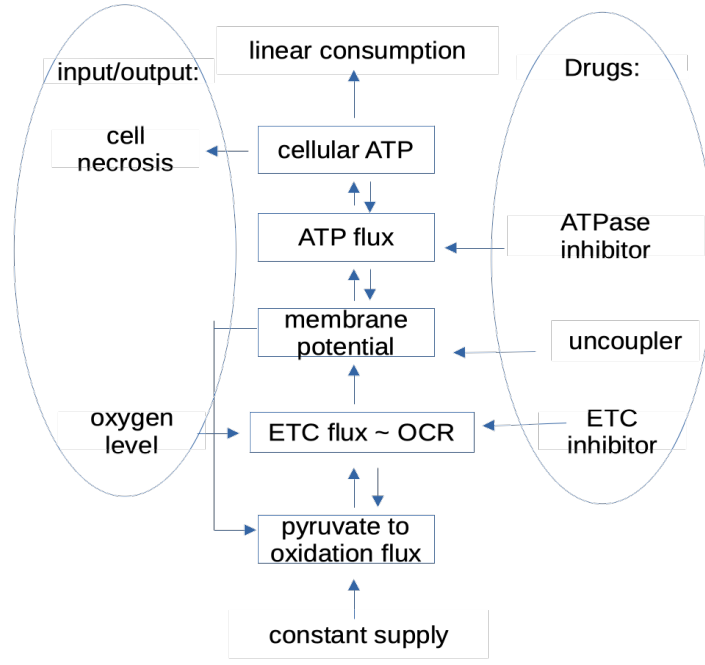 linear consumption
input/output:
Drugs:
cell
necrosis
cellular ATP
ATP flux
ATPase
inhibitor
membrane
potential
uncoupler
oxygen
level
ETC flux ~ OCR
ETC
inhibitor
pyruvate to
oxidation flux
constant supply